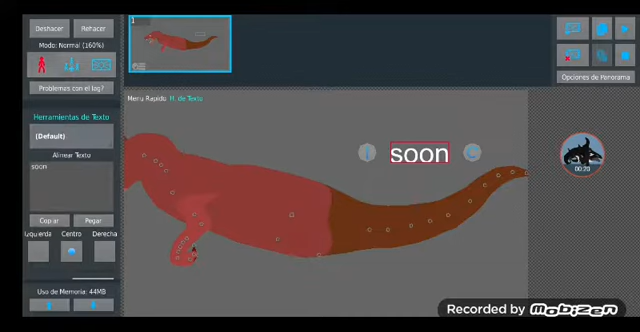 Deshacer
Rehacer
Modo: Normal (160%)
Problemas con el lag?
Herramientas de Texto
(Default)
Alinear Texto
soon
Copiar
Pegar
Izquierda
Centro
Derecha
Uso de Memoria: 44MB
1
Menu Rapido: M. de Texto
soon
Opciones de Panorama
00:20
Recorded by Mobizen